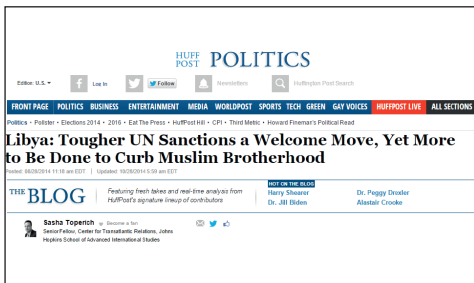 HUFF POST POLITICS
Edition: U.S.
Log In
Follow
Newsletters
Huffington Post Search
FRONT PAGE POLITICS BUSINESS ENTERTAINMENT MEDIA WORLDPOST SPORTS TECH GREEN GAY VOICES HUFFPOST LIVE ALL SECTIONS
Politics • Pollster • Elections 2014 • 2016 • Eat The Press • HuffPost Hill • CPI • Third Metric • Howard Fineman's Political Read
Libya: Tougher UN Sanctions a Welcome Move, Yet More
to Be Done to Curb Muslim Brotherhood
Posted: 08/28/2014 11:18 am EDT | Updated: 10/28/2014 5:59 am EDT
THE BLOG
Featuring fresh takes and real-time analysis from
HuffPost's signature lineup of contributors
HOT ON THE BLOG
Harry Shearer
Dr. Peggy Drexler
Dr. Jill Biden
Alastair Crooke
Sasha Toperich
Become a fan
Senior Fellow, Center for Transatlantic Relations, Johns
Hopkins School of Advanced International Studies